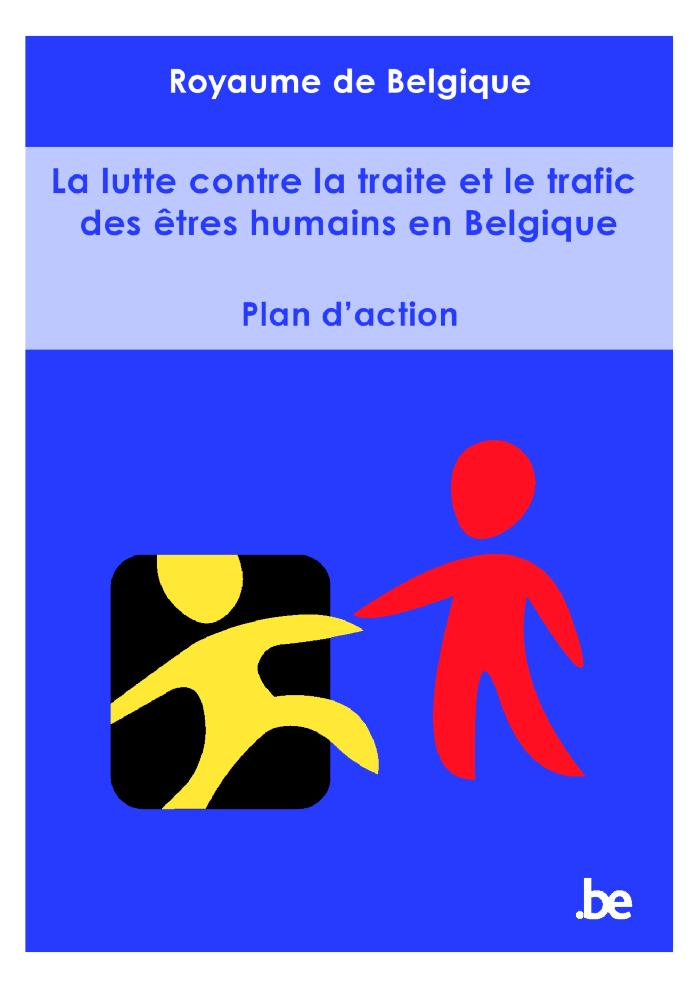 Royaume de Belgique
La lutte contre la traite et le trafic
des êtres humains en Belgique
Plan d’action
.be